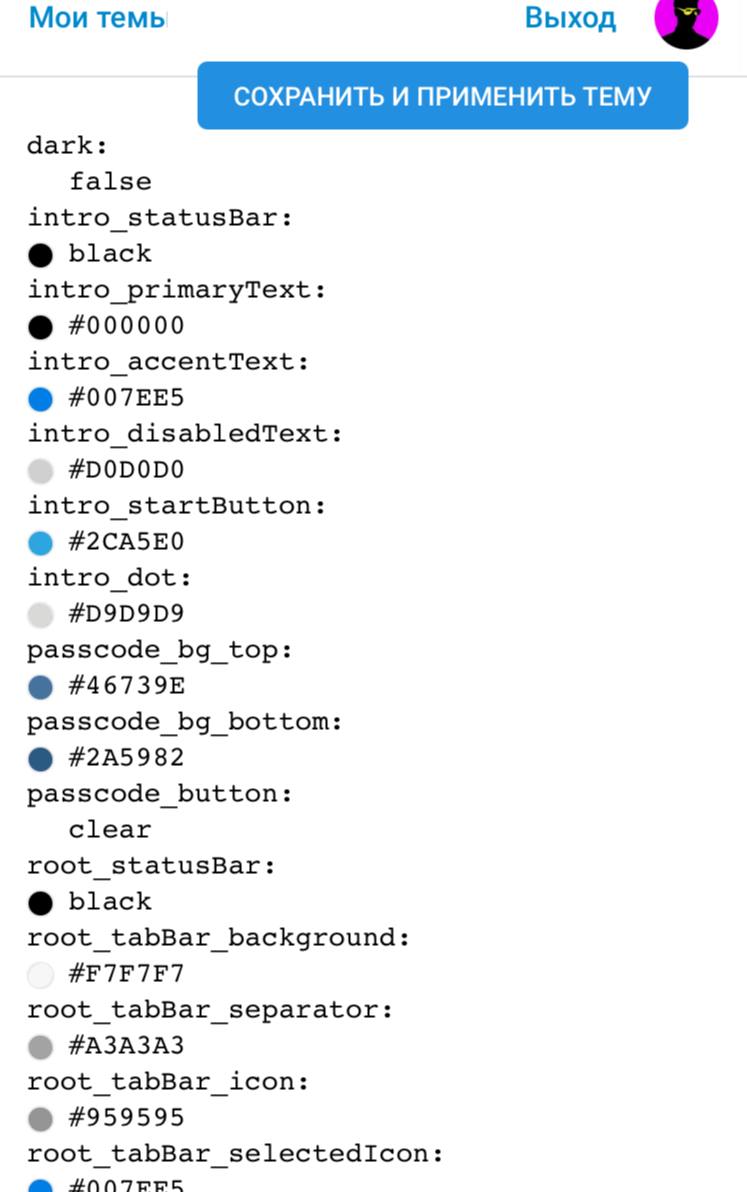 Мои темы
Выход
СОХРАНИТЬ И ПРИМЕНИТЬ ТЕМУ
dark:
false
intro_statusBar:
black
intro_primaryText:
#000000
intro_accentText:
#007EE5
intro_disabledText:
#D0D0D0
intro_startButton:
#2CA5E0
intro_dot:
#D9D9D9
passcode_bg_top:
#46739E
passcode_bg_bottom:
#2A5982
passcode_button:
clear
root_statusBar:
black
root_tabBar_background:
#F7F7F7
root_tabBar_separator:
#A3A3A3
root_tabBar_icon:
#959595
root_tabBar_selectedIcon:
#007EE5